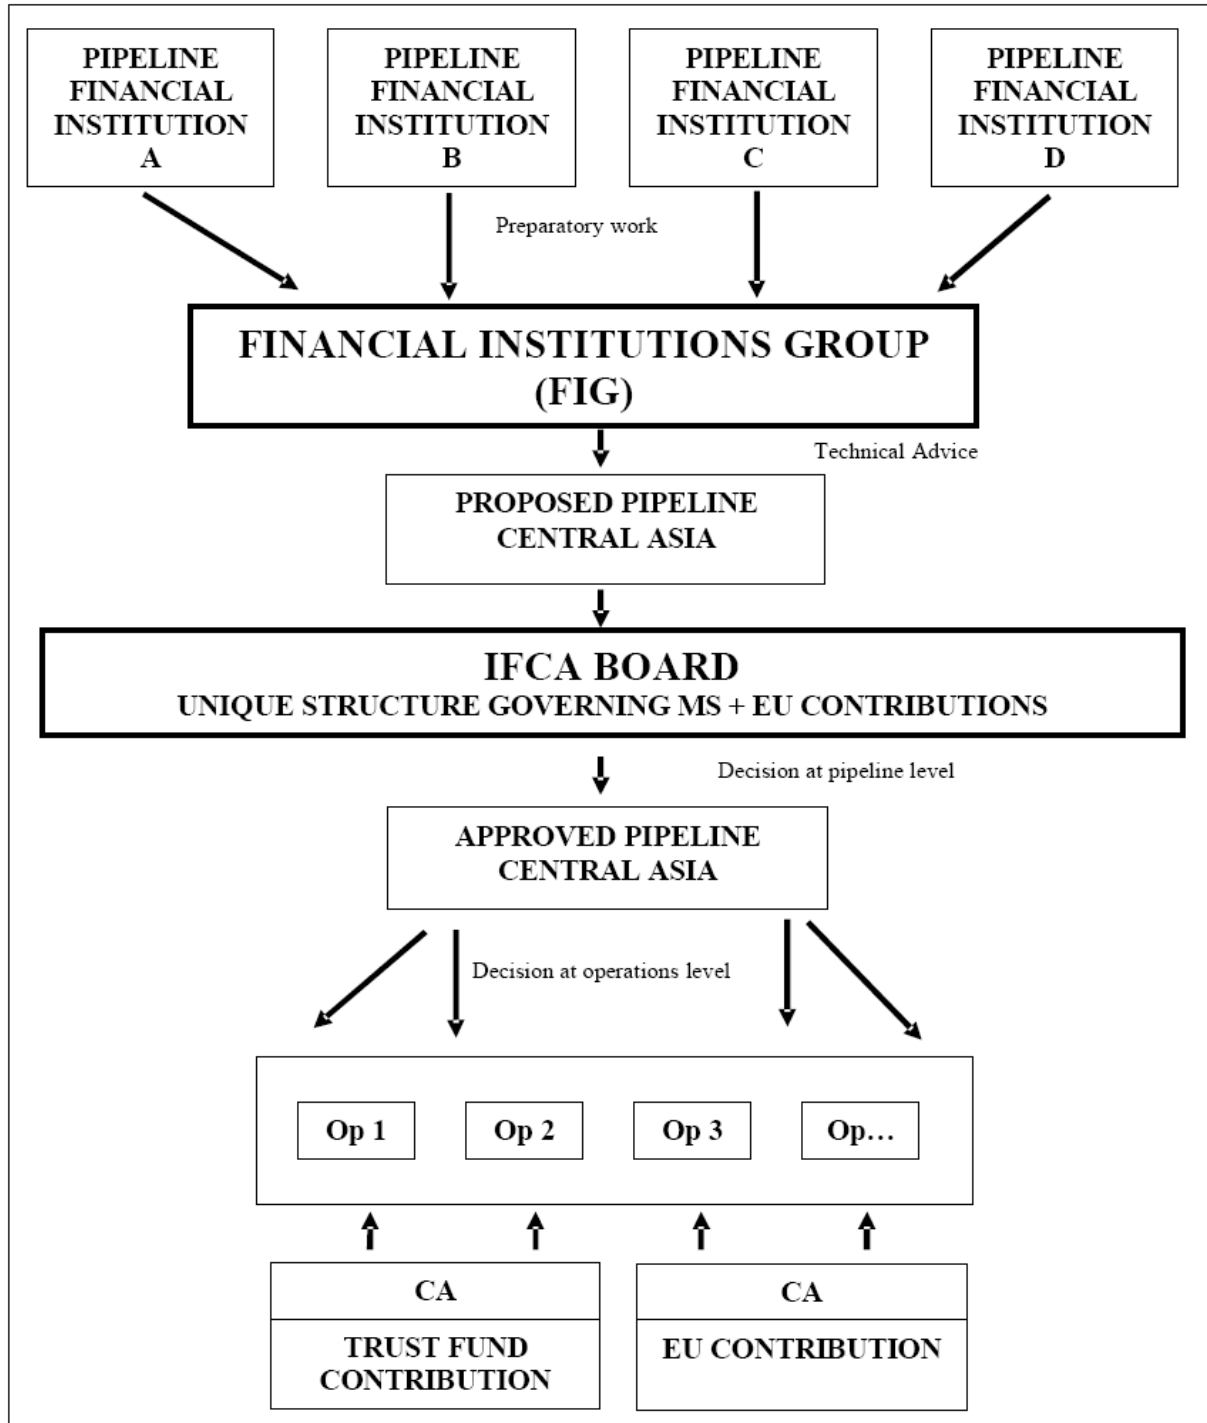 PIPELINE
FINANCIAL
INSTITUTION
A
PIPELINE
FINANCIAL
INSTITUTION
B
PIPELINE
FINANCIAL
INSTITUTION
C
PIPELINE
FINANCIAL
INSTITUTION
D
Preparatory work
FINANCIAL INSTITUTIONS GROUP
(FIG)
Technical Advice
PROPOSED PIPELINE
CENTRAL ASIA
IFCA BOARD
UNIQUE STRUCTURE GOVERNING MS + EU CONTRIBUTIONS
Decision at pipeline level
APPROVED PIPELINE
CENTRAL ASIA
Decision at operations level
Op 1
Op 2
Op 3
Op…
CA
TRUST FUND
CONTRIBUTION
CA
EU CONTRIBUTION